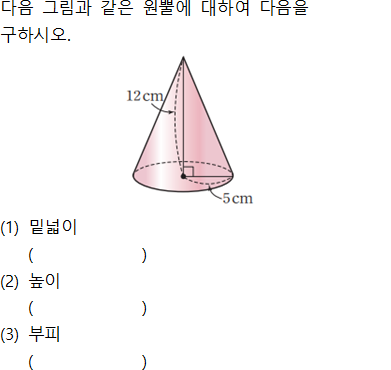 다음 그림과 같은 원뿔에 대하여 다음을
구하시오.
12cm
5cm
(1) 밑넓이
( )
(2) 높이
( )
(3) 부피
( )